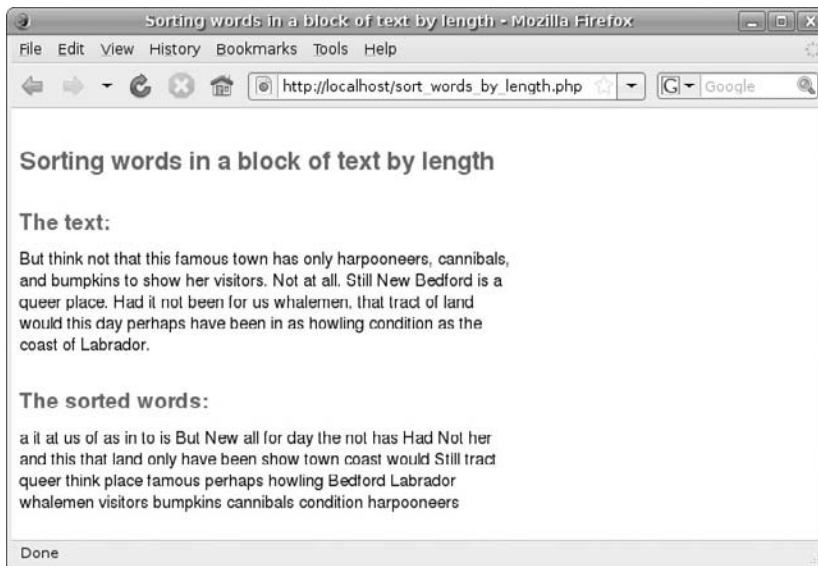 Sorting words in a block of text by length - Mozilla Firefox
File Edit View History Bookmarks Tools Help
http://localhost/sort_words_by_length.php G Google
Sorting words in a block of text by length
The text:
But think not that this famous town has only harpooneers, cannibals,
and bumpkins to show her visitors. Not at all. Still New Bedford is a
queer place. Had it not been for us whalemen, that tract of land
would this day perhaps have been in as howling condition as the
coast of Labrador.
The sorted words:
a it at us of as in to is But New all for day the not has Had Not her
and this that land only have been show town coast would Still tract
queer think place famous perhaps howling Bedford Labrador
whalemen visitors bumpkins cannibals condition harpooneers
Done